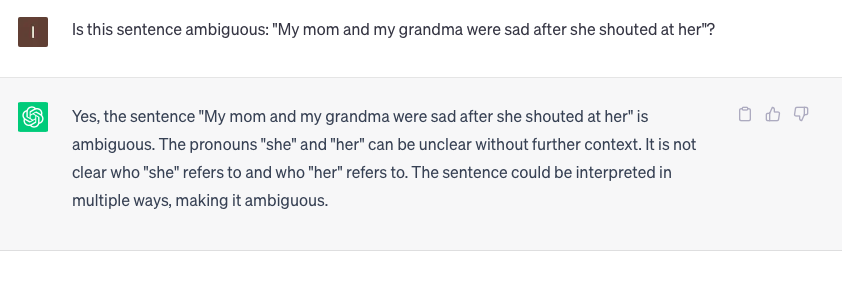 I
Is this sentence ambiguous: "My mom and my grandma were sad after she shouted at her"?
Yes, the sentence "My mom and my grandma were sad after she shouted at her" is
ambiguous. The pronouns "she" and "her" can be unclear without further context. It is not
clear who "she" refers to and who "her" refers to. The sentence could be interpreted in
multiple ways, making it ambiguous.